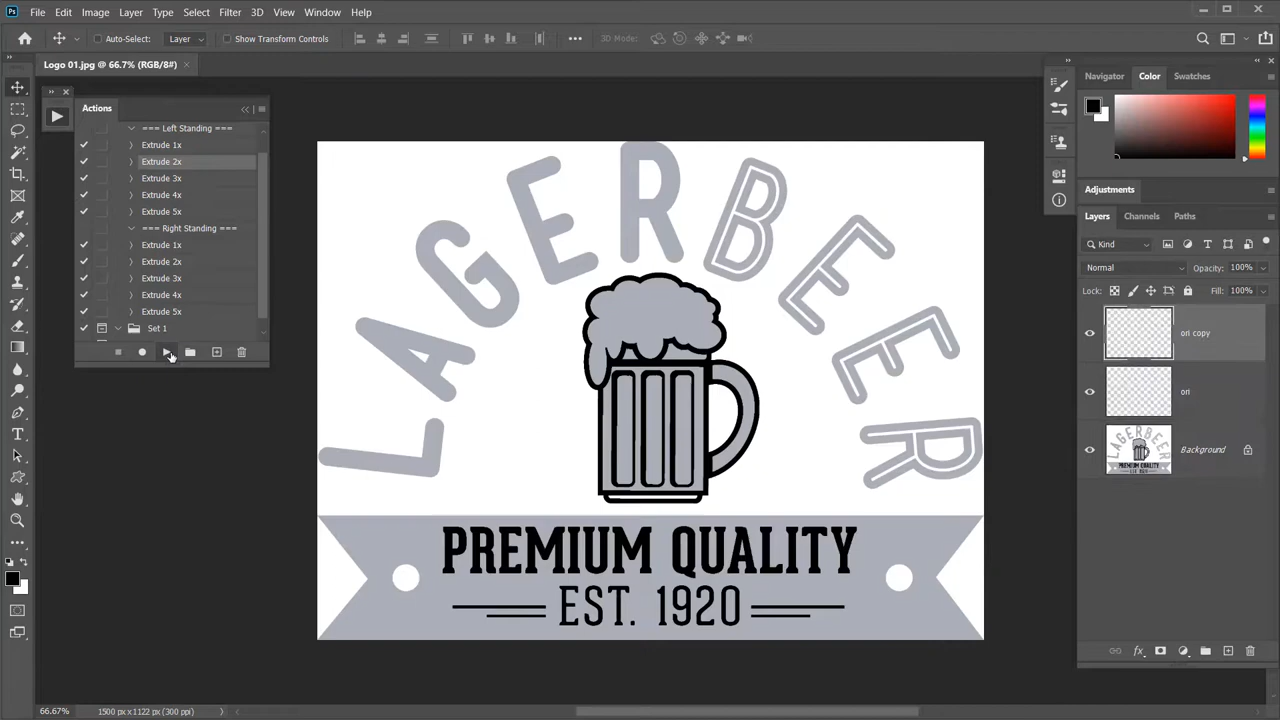 Ps File Edit Image Layer Type Select Filter 3D View Window Help
Auto-Select: Layer Show Transform Controls 3D Mode:
Logo 01.jpg @ 66.7% (RGB/8#) ×
Actions
=== Left Standing ===
Extrude 1x
Extrude 2x
Extrude 3x
Extrude 4x
Extrude 5x
=== Right Standing ===
Extrude 1x
Extrude 2x
Extrude 3x
Extrude 4x
Extrude 5x
Set 1
LAGERBEER
PREMIUM QUALITY
EST. 1920
Navigator Color Swatches
Adjustments
Layers Channels Paths
Kind
Normal Opacity: 100%
Lock: Fill: 100%
ori copy
ori
Background
66.67% 1500 px x 1122 px (300 ppi)